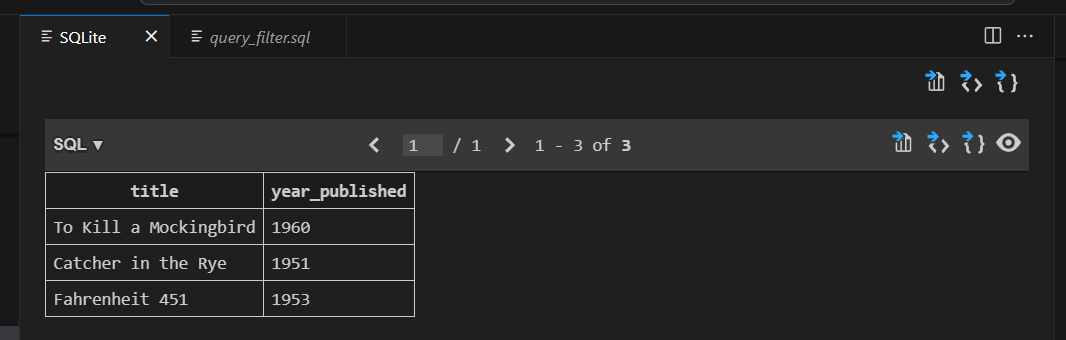 SQLite query_filter.sql
SQL 1 / 1 1 - 3 of 3
title year_published
To Kill a Mockingbird 1960
Catcher in the Rye 1951
Fahrenheit 451 1953